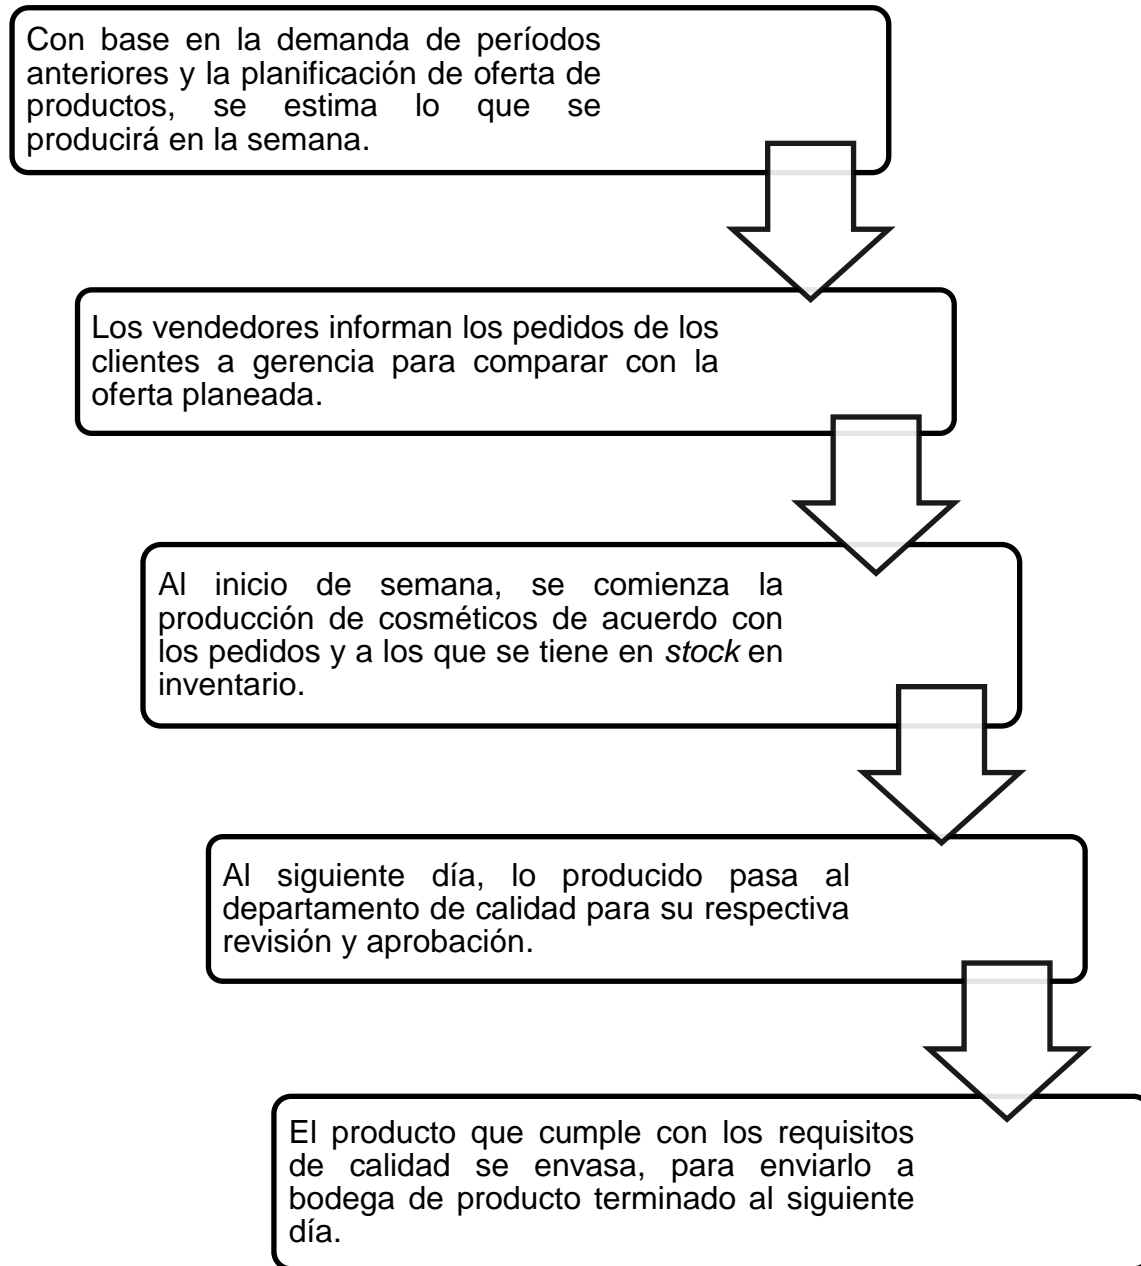 Con base en la demanda de períodos
anteriores y la planificación de oferta de
productos, se estima lo que se
producirá en la semana.
Los vendedores informan los pedidos de los
clientes a gerencia para comparar con la
oferta planeada.
Al inicio de semana, se comienza la
producción de cosméticos de acuerdo con
los pedidos y a los que se tiene en stock en
inventario.
Al siguiente día, lo producido pasa al
departamento de calidad para su respectiva
revisión y aprobación.
El producto que cumple con los requisitos
de calidad se envasa, para enviarlo a
bodega de producto terminado al siguiente
día.